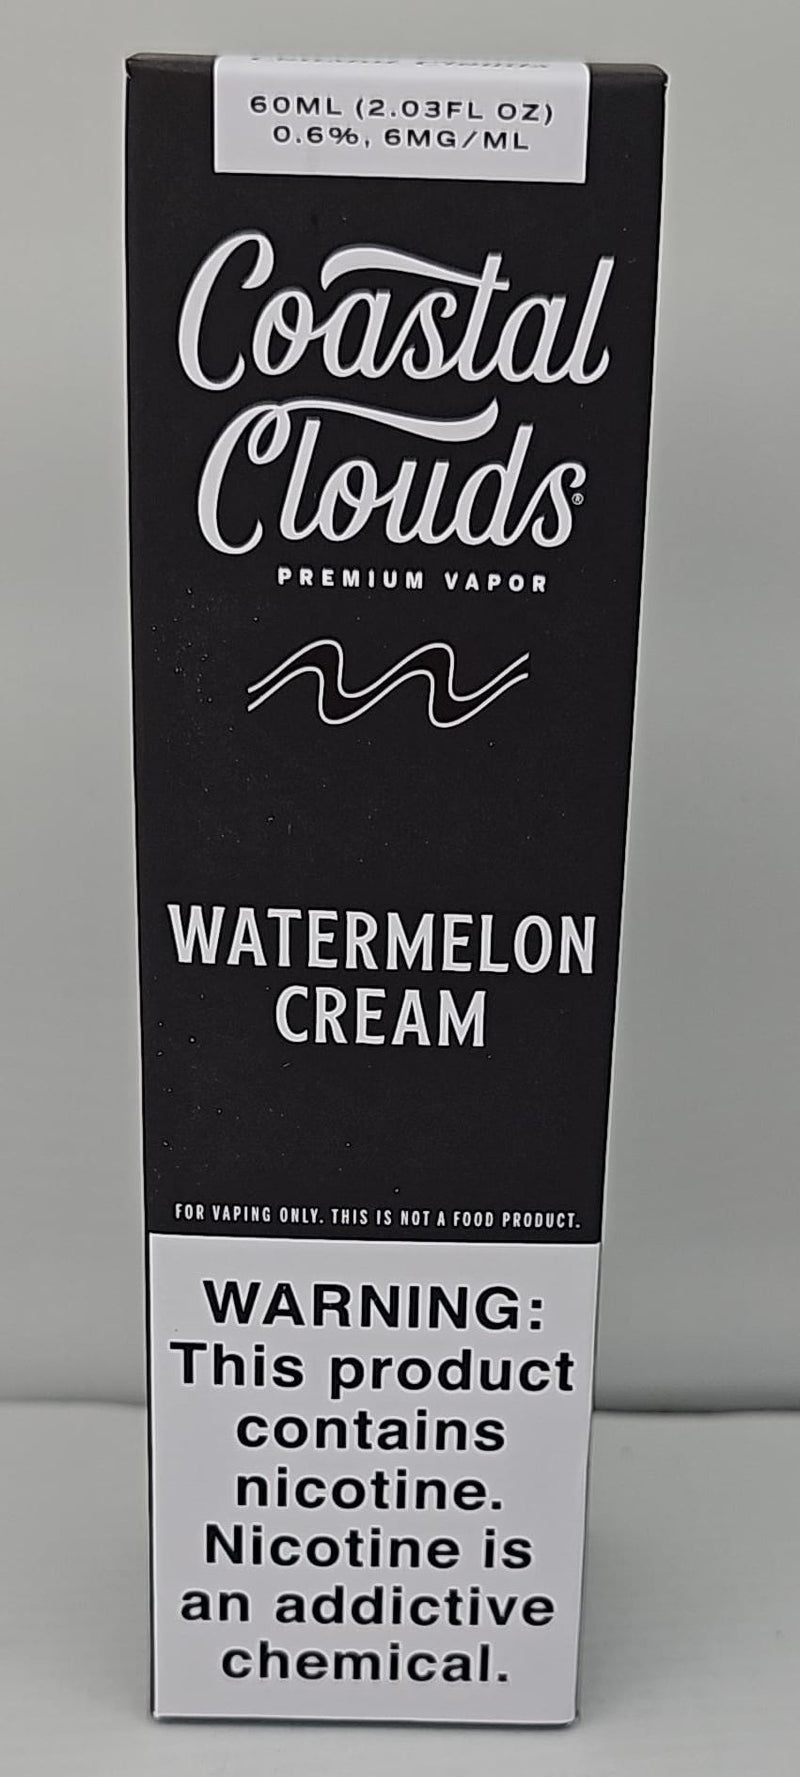 60ML (2.03FL OZ)
0.6%, 6MG/ML
Coastal
Clouds®
PREMIUM VAPOR
WATERMELON
CREAM
FOR VAPING ONLY. THIS IS NOT A FOOD PRODUCT.
WARNING:
This product
contains
nicotine.
Nicotine is
an addictive
chemical.